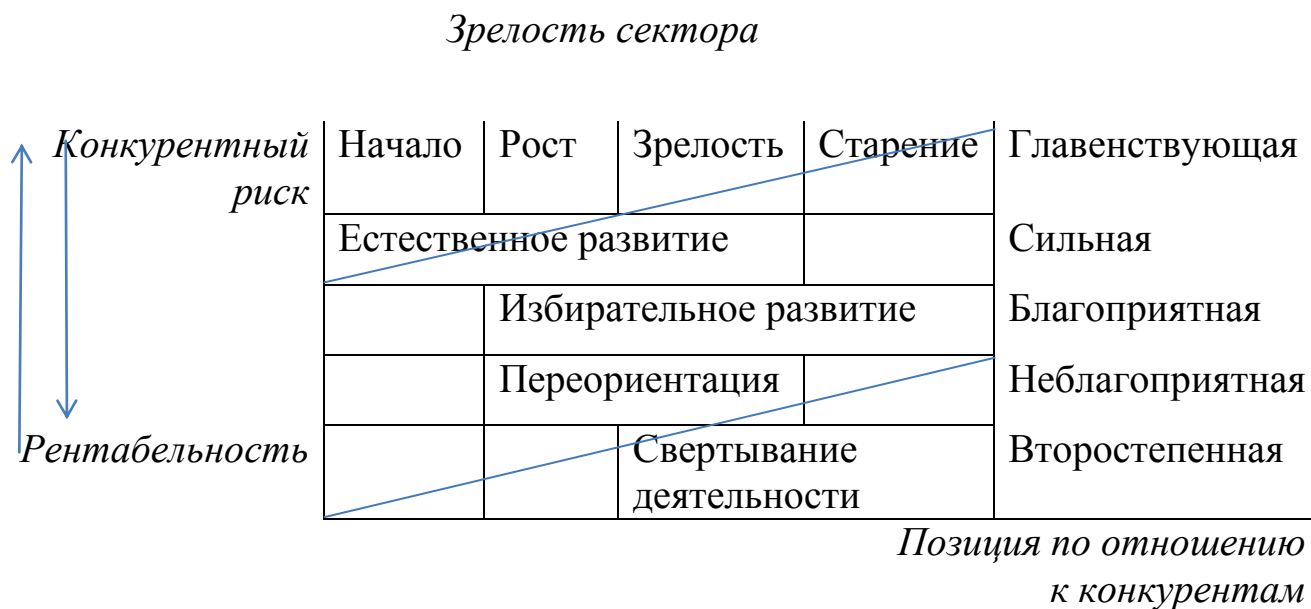 Зрелость сектора
Конкурентный риск Начало Рост Зрелость Старение Главенствующая
Естественное развитие Сильная
Избирательное развитие Благоприятная
Переориентация Неблагоприятная
Рентабельность Свертывание деятельности Второстепенная
Позиция по отношению
к конкурентам